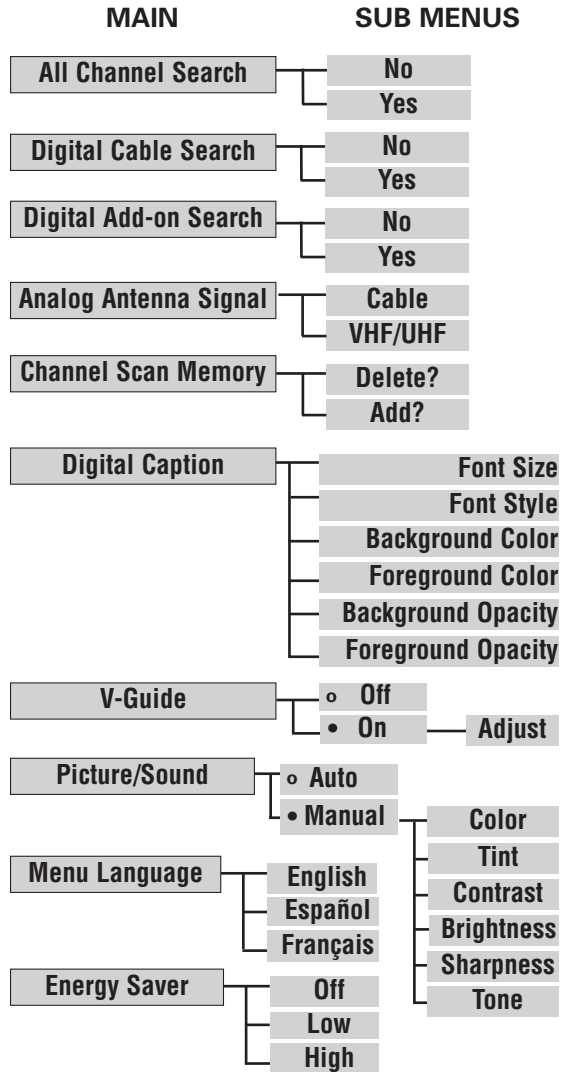 MAIN SUB MENUS
All Channel Search No
Yes
Digital Cable Search No
Yes
Digital Add-on Search No
Yes
Analog Antenna Signal Cable
VHF/UHF
Channel Scan Memory Delete?
Add?
Digital Caption Font Size
Font Style
Background Color
Foreground Color
Background Opacity
Foreground Opacity
V-Guide o Off
• On Adjust
Picture/Sound o Auto
• Manual Color
Tint
Contrast
Brightness
Sharpness
Tone
Menu Language English
Español
Français
Energy Saver Off
Low
High